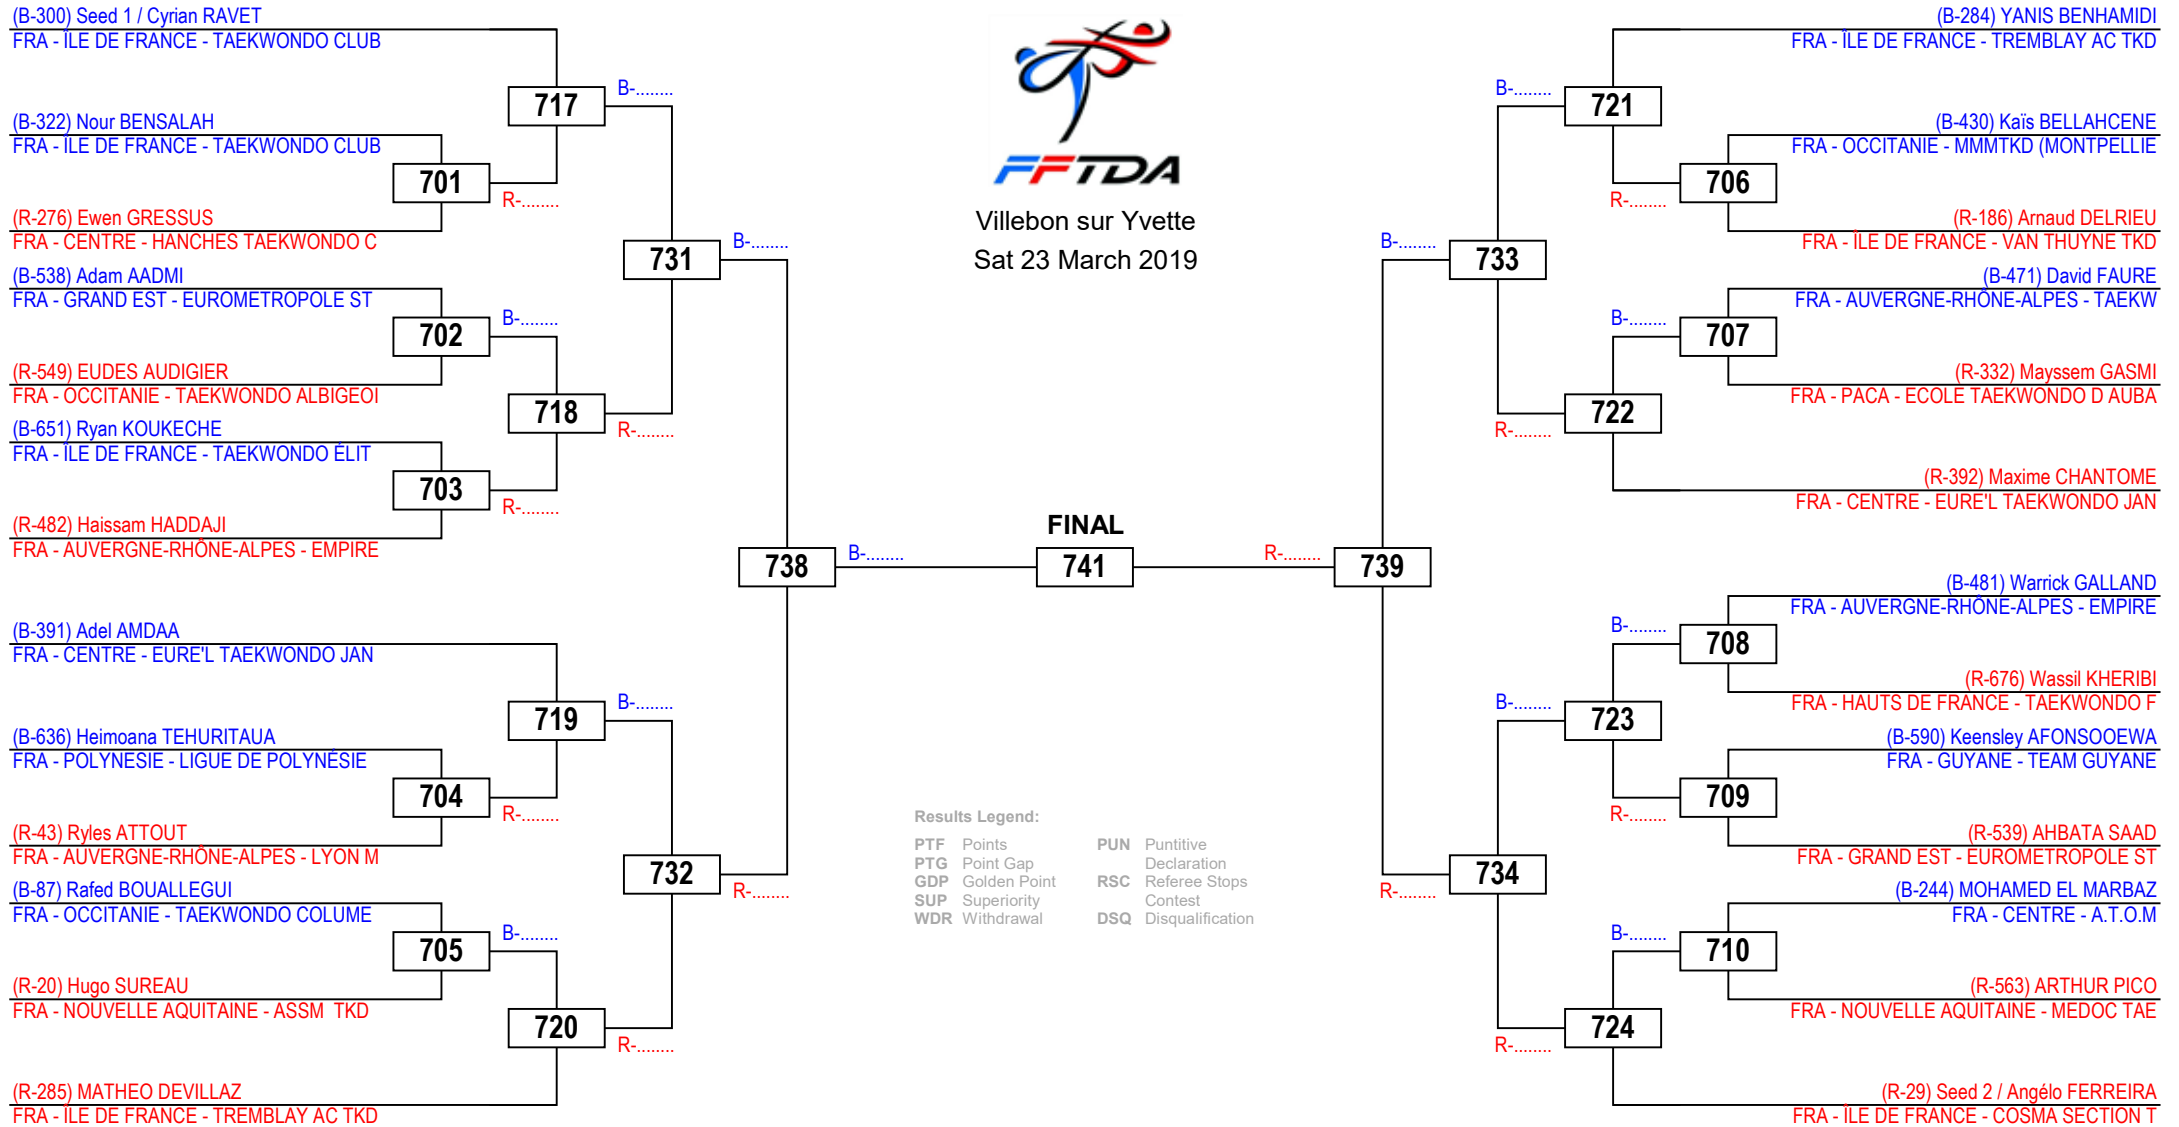 (B-300) Seed 1 / Cyrian RAVET
FRA - ÎLE DE FRANCE - TAEKWONDO CLUB
717
B-........
(B-322) Nour BENSALAH
FRA - ÎLE DE FRANCE - TAEKWONDO CLUB
701
R-........
(R-276) Ewen GRESSUS
FRA - CENTRE - HANCHES TAEKWONDO C
731
B-........
(B-538) Adam AADMI
FRA - GRAND EST - EUROMETROPOLE ST
702
B-........
(R-549) EUDES AUDIGIER
FRA - OCCITANIE - TAEKWONDO ALBIGEOI
718
R-........
(B-651) Ryan KOUKECHE
FRA - ÎLE DE FRANCE - TAEKWONDO ÉLIT
703
R-........
(R-482) Haissam HADDAJI
FRA - AUVERGNE-RHÔNE-ALPES - EMPIRE
738
B-........
(B-391) Adel AMDAA
FRA - CENTRE - EURE'L TAEKWONDO JAN
719
B-........
(B-636) Heimoana TEHURITAUA
FRA - POLYNESIE - LIGUE DE POLYNÉSIE
704
R-........
(R-43) Ryles ATTOUT
FRA - AUVERGNE-RHÔNE-ALPES - LYON M
732
R-........
(B-87) Rafed BOUALLEGUI
FRA - OCCITANIE - TAEKWONDO COLUME
705
B-........
(R-20) Hugo SUREAU
FRA - NOUVELLE AQUITAINE - ASSM  TKD
720
R-........
(R-285) MATHEO DEVILLAZ
FRA - ÎLE DE FRANCE - TREMBLAY AC TKD
FFTDA
Villebon sur Yvette
Sat 23 March 2019
FINAL
741
Results Legend:
PTF Points
PTG Point Gap
GDP Golden Point
SUP Superiority
WDR Withdrawal
PUN Puntitive
Declaration
RSC Referee Stops
Contest
DSQ Disqualification
(B-284) YANIS BENHAMIDI
FRA - ÎLE DE FRANCE - TREMBLAY AC TKD
B-........
721
(B-430) Kaïs BELLAHCENE
FRA - OCCITANIE - MMMTKD (MONTPELLIE
R-........
706
(R-186) Arnaud DELRIEU
FRA - ÎLE DE FRANCE - VAN THUYNE TKD
B-........
733
(B-471) David FAURE
FRA - AUVERGNE-RHÔNE-ALPES - TAEKW
B-........
707
(R-332) Mayssem GASMI
FRA - PACA - ECOLE TAEKWONDO D AUBA
R-........
722
(R-392) Maxime CHANTOME
FRA - CENTRE - EURE'L TAEKWONDO JAN
R-........
739
(B-481) Warrick GALLAND
FRA - AUVERGNE-RHÔNE-ALPES - EMPIRE
B-........
708
(R-676) Wassil KHERIBI
FRA - HAUTS DE FRANCE - TAEKWONDO F
B-........
723
(B-590) Keensley AFONSOOEWA
FRA - GUYANE - TEAM GUYANE
R-........
709
(R-539) AHBATA SAAD
FRA - GRAND EST - EUROMETROPOLE ST
R-........
734
(B-244) MOHAMED EL MARBAZ
FRA - CENTRE - A.T.O.M
B-........
710
(R-563) ARTHUR PICO
FRA - NOUVELLE AQUITAINE - MEDOC TAE
R-........
724
(R-29) Seed 2 / Angélo FERREIRA
FRA - ÎLE DE FRANCE - COSMA SECTION T